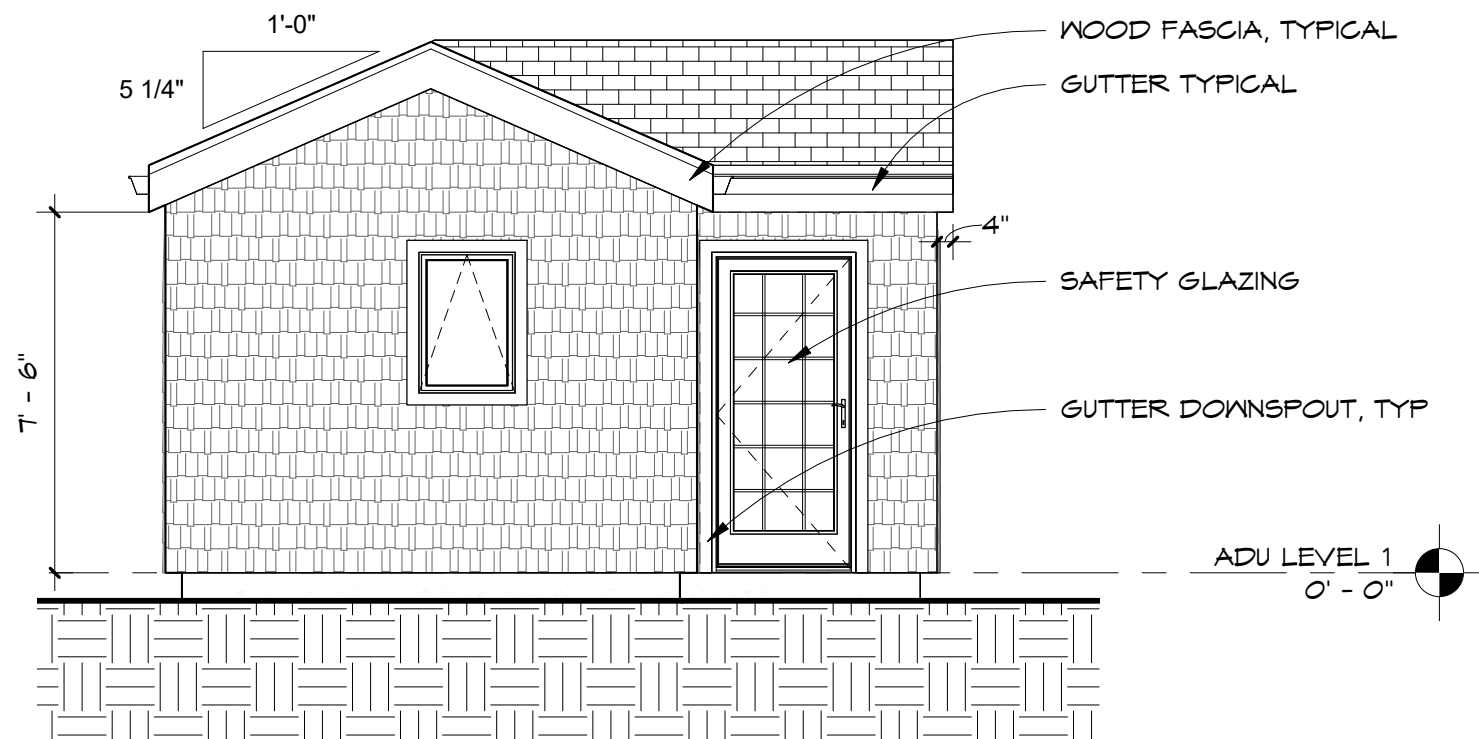 1'-0"
5 1/4"
WOOD FASCIA, TYPICAL
GUTTER TYPICAL
4"
SAFETY GLAZING
7' - 6"
GUTTER DOWNSPOUT, TYP
ADU LEVEL 1
0' - 0"